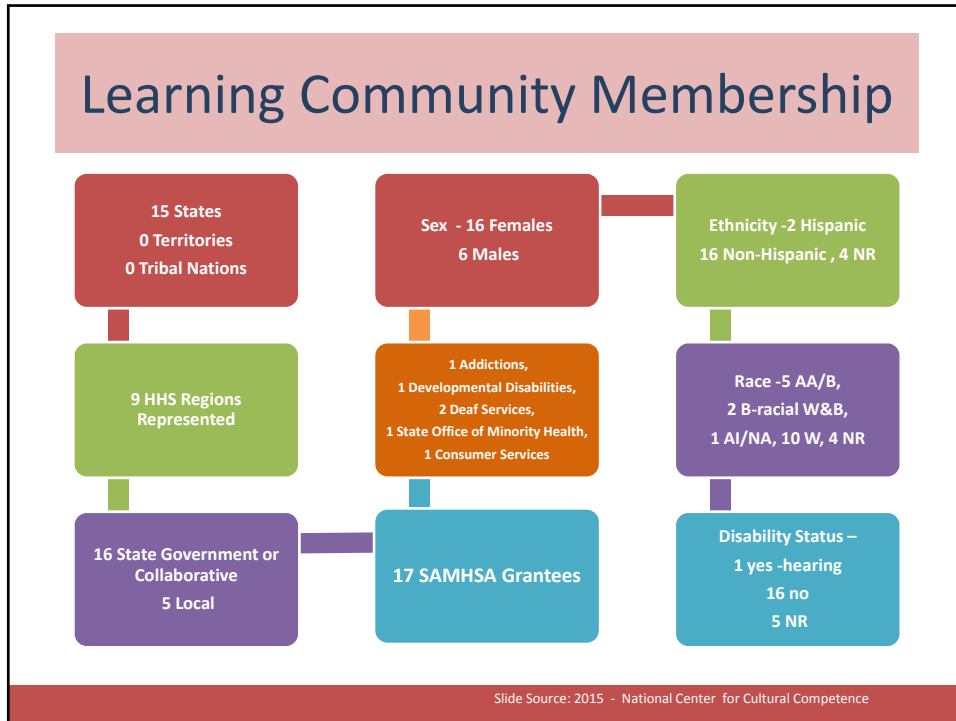 Learning Community Membership
15 States
0 Territories
0 Tribal Nations
9 HHS Regions
Represented
16 State Government or
Collaborative
5 Local
17 SAMHSA Grantees
1 Addictions,
1 Developmental Disabilities,
2 Deaf Services,
1 State Office of Minority Health,
1 Consumer Services
Sex - 16 Females
6 Males
Ethnicity -2 Hispanic
16 Non-Hispanic , 4 NR
Race -5 AA/B,
2 B-racial W&B,
1 AI/NA, 10 W, 4 NR
Disability Status –
1 yes -hearing
16 no
5 NR
Slide Source: 2015 - National Center for Cultural Competence